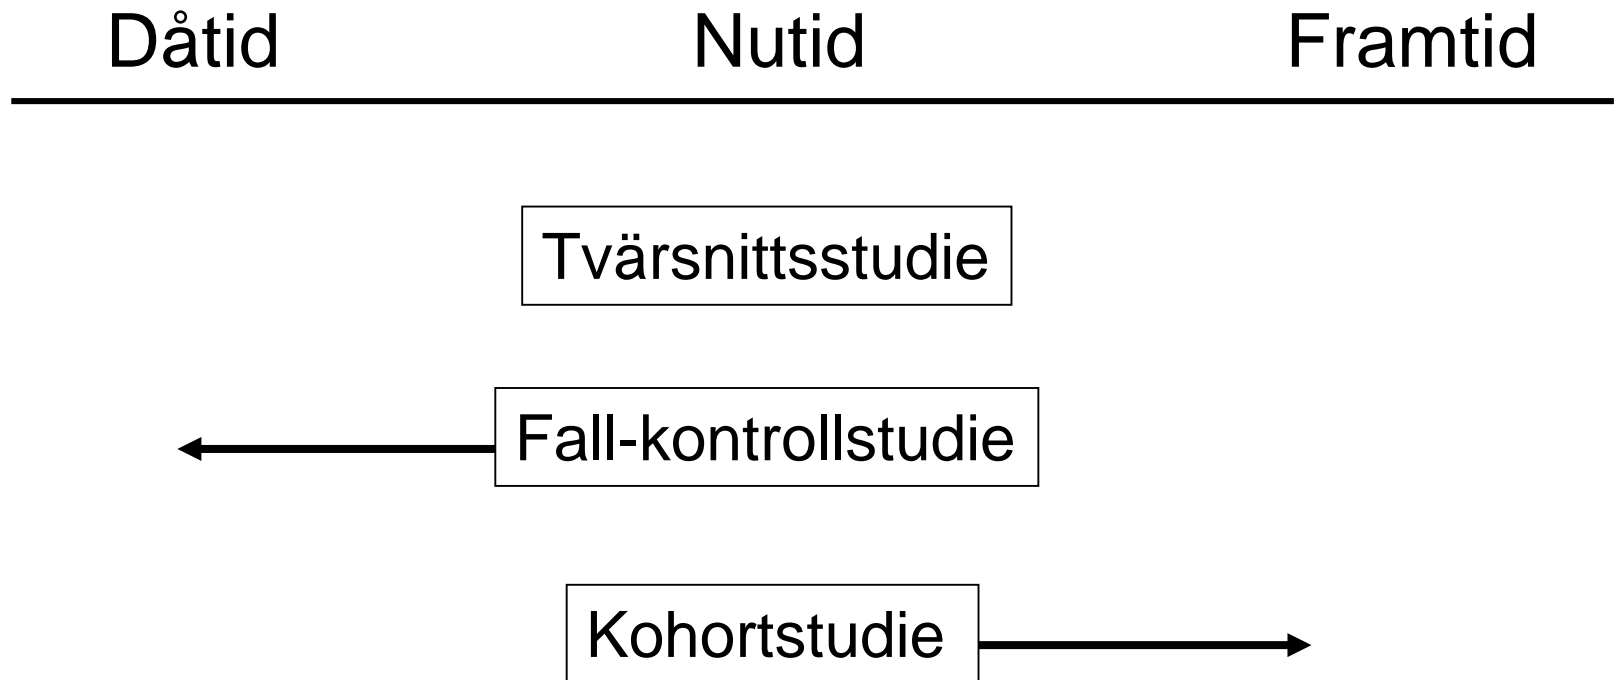 Dåtid Nutid Framtid
Tvärsnittsstudie
Fall-kontrollstudie
Kohortstudie